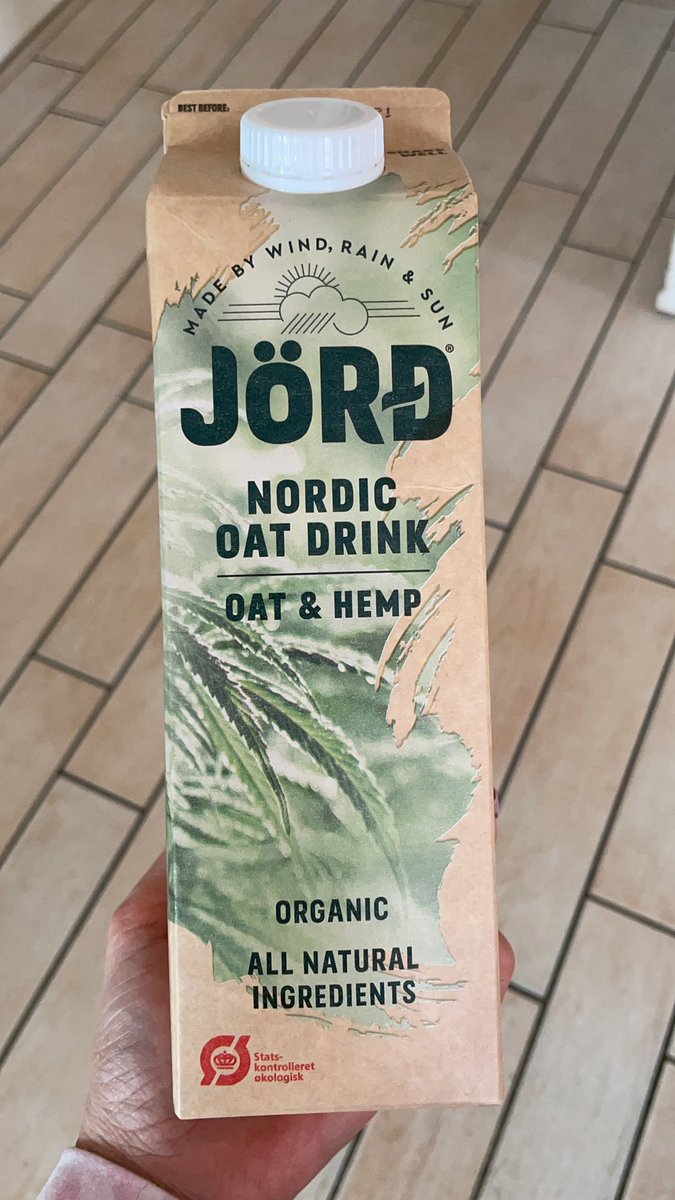 BEST BEFORE:
MADE BY WIND, RAIN & SUN
JÖRĐ®
NORDIC
OAT DRINK
OAT & HEMP
ORGANIC
ALL NATURAL
INGREDIENTS
Ø
Stats-
kontrolleret
økologisk